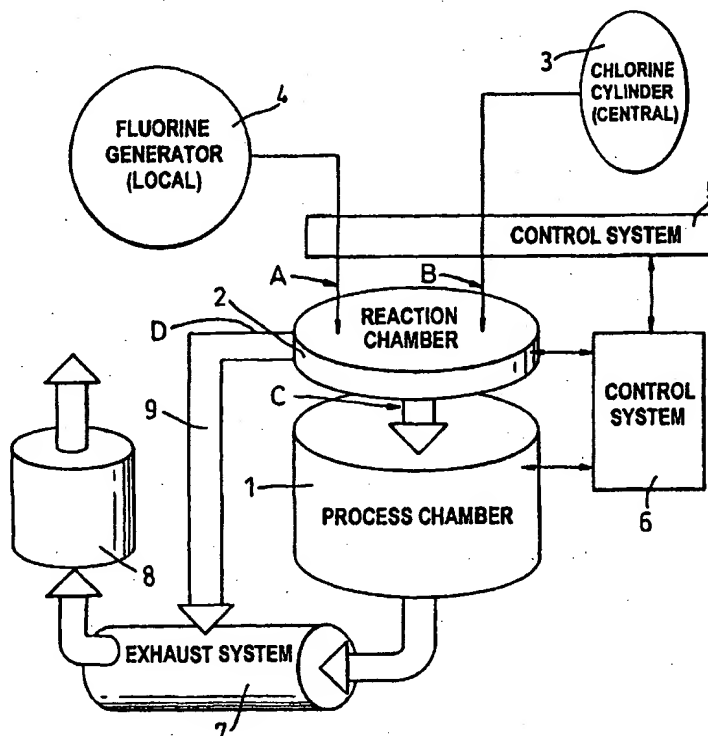 3
CHLORINE
CYLINDER
(CENTRAL)
4
FLUORINE
GENERATOR
(LOCAL)
CONTROL SYSTEM
A
B
2
D
REACTION
CHAMBER
9
C
CONTROL
SYSTEM
1
PROCESS CHAMBER
6
8
EXHAUST SYSTEM
7